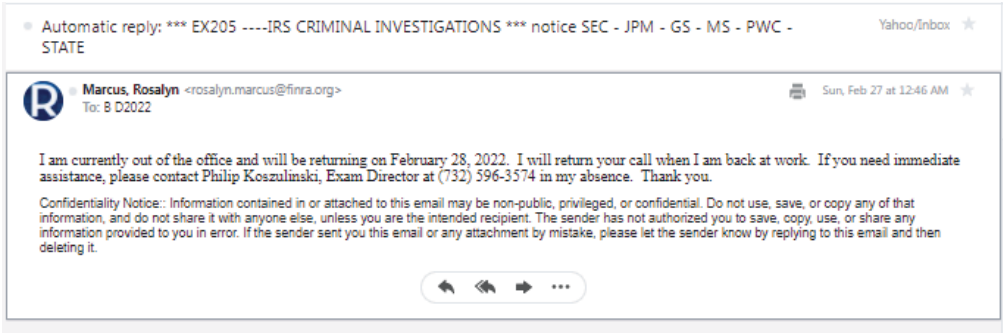 Automatic reply: *** EX205 ----IRS CRIMINAL INVESTIGATIONS *** notice SEC - JPM - GS - MS - PWC -
STATE
Yahoo/Inbox
R
Marcus, Rosalyn <rosalyn.marcus@finra.org>
Sun, Feb 27 at 12:46 AM
To: B D2022
I am currently out of the office and will be returning on February 28, 2022.  I will return your call when I am back at work.  If you need immediate
assistance, please contact Philip Koszulinski, Exam Director at (732) 596-3574 in my absence.  Thank you.
Confidentiality Notice:: Information contained in or attached to this email may be non-public, privileged, or confidential. Do not use, save, or copy any of that
information, and do not share it with anyone else, unless you are the intended recipient. The sender has not authorized you to save, copy, use, or share any
information provided to you in error. If the sender sent you this email or any attachment by mistake, please let the sender know by replying to this email and then
deleting it.